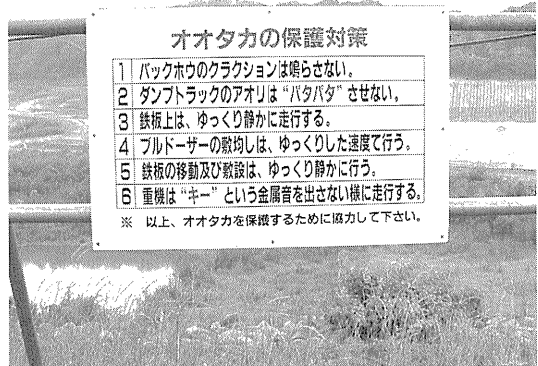 オオタカの保護対策
1 バックホウのクラクションは鳴らさない。
2 ダンプトラックのアオリは“バタバタ”させない。
3 鉄板上は、ゆっくり静かに走行する。
4 ブルドーザーの敷均しは、ゆっくりした速度て行う。
5 鉄板の移動及び敷設は、ゆっくり静かに行う。
6 重機は“キー”という金属音を出さない様に走行する。
※ 以上、オオタカを保護するために協力して下さい。